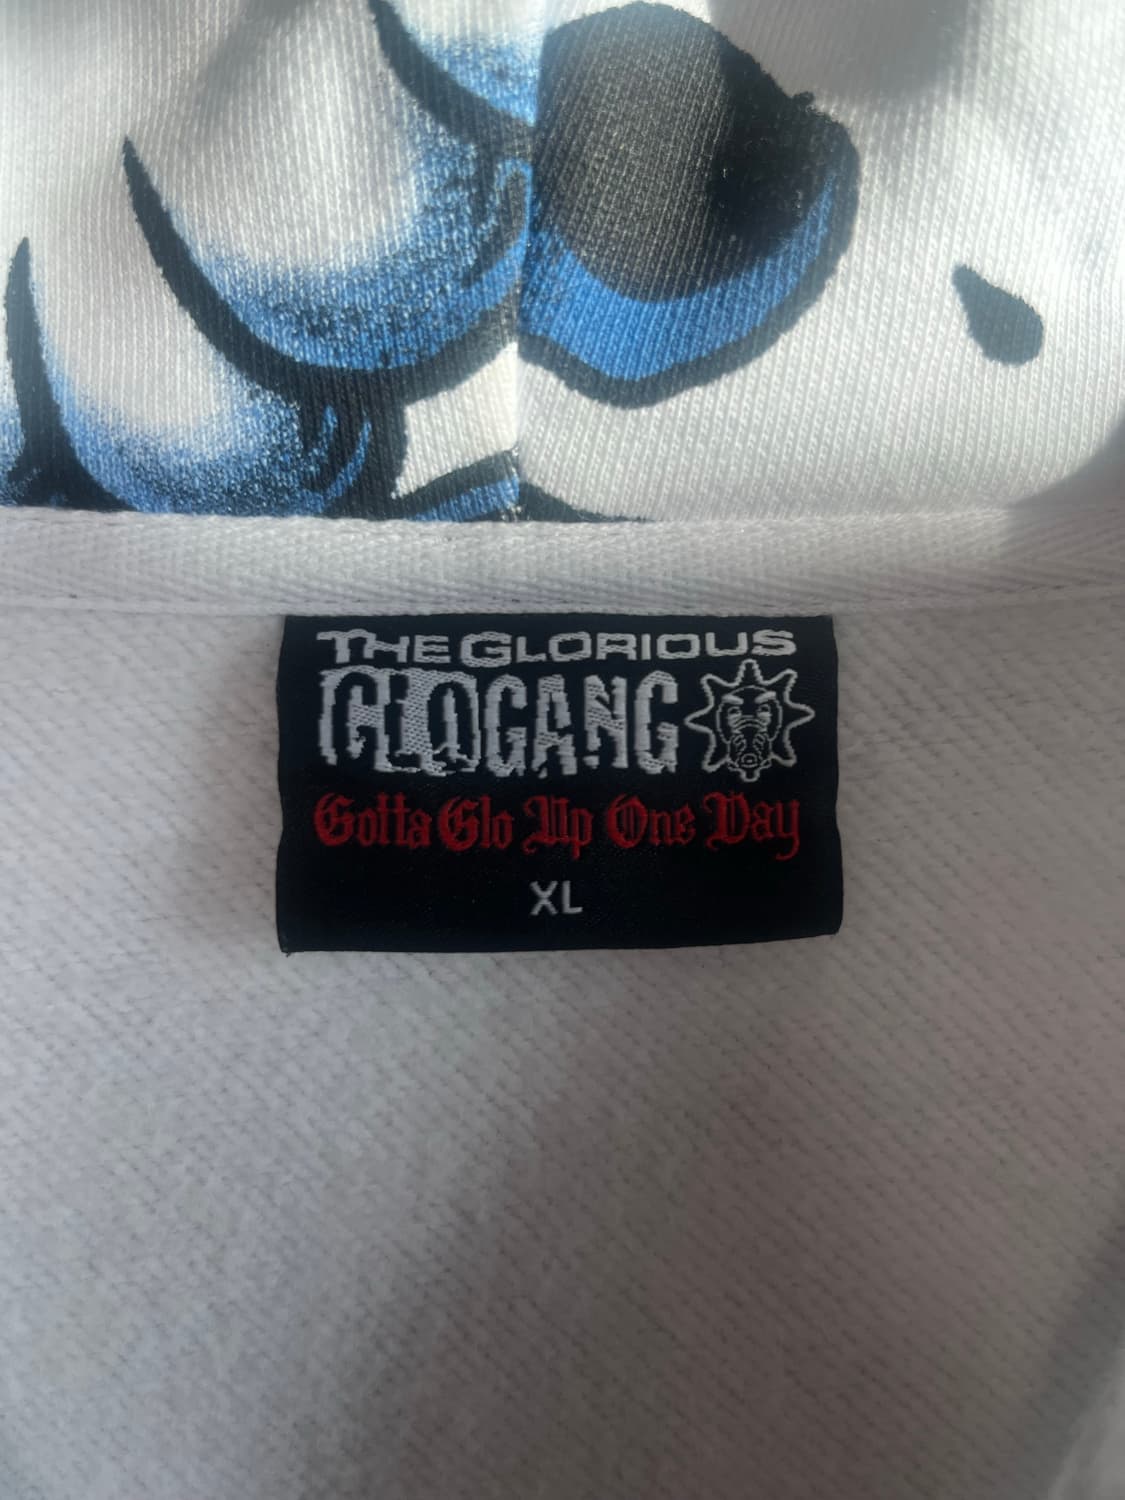 THE GLORIOUS
GLOGANG
Gotta Glo Up One Day
XL